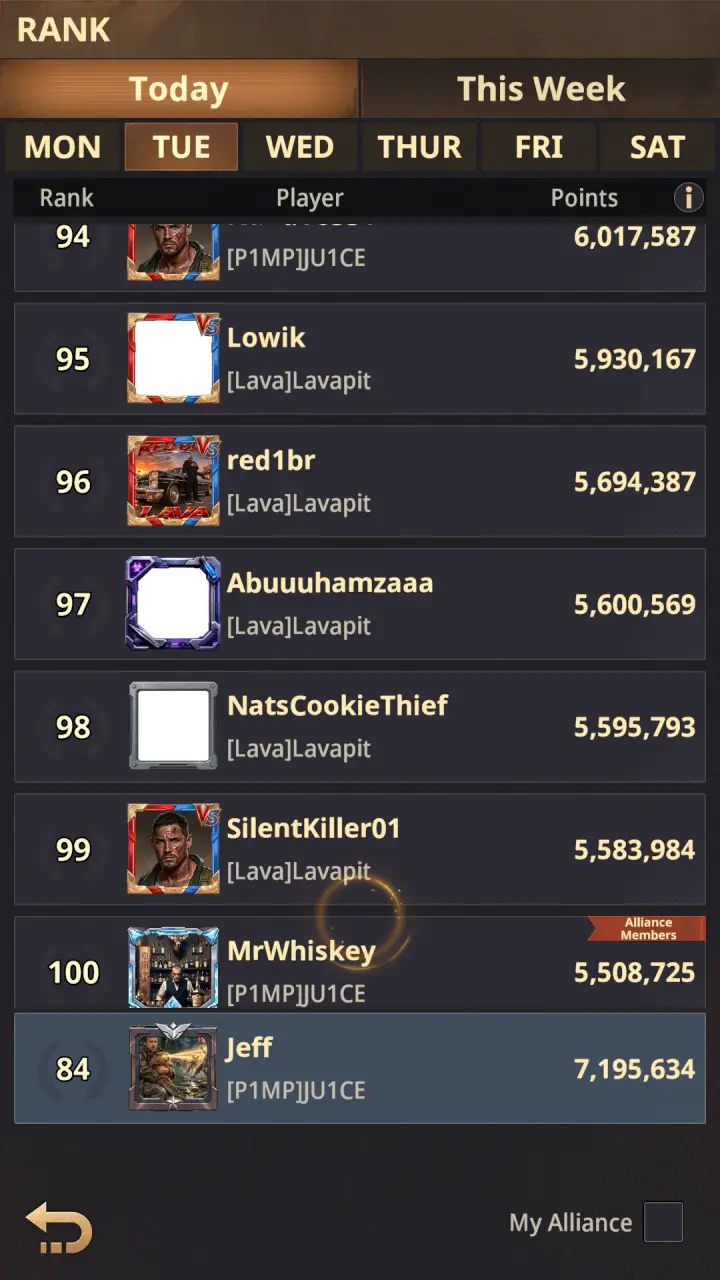 RANK
Today
This Week
MON TUE WED THUR FRI SAT
Rank Player Points
94
[P1MP]JU1CE
6,017,587
95
Lowik
[Lava]Lavapit
5,930,167
96
red1br
[Lava]Lavapit
5,694,387
97
Abuuuhamzaaa
[Lava]Lavapit
5,600,569
98
NatsCookieThief
[Lava]Lavapit
5,595,793
99
SilentKiller01
[Lava]Lavapit
5,583,984
Alliance
Members
100
MrWhiskey
[P1MP]JU1CE
5,508,725
84
Jeff
[P1MP]JU1CE
7,195,634
My Alliance